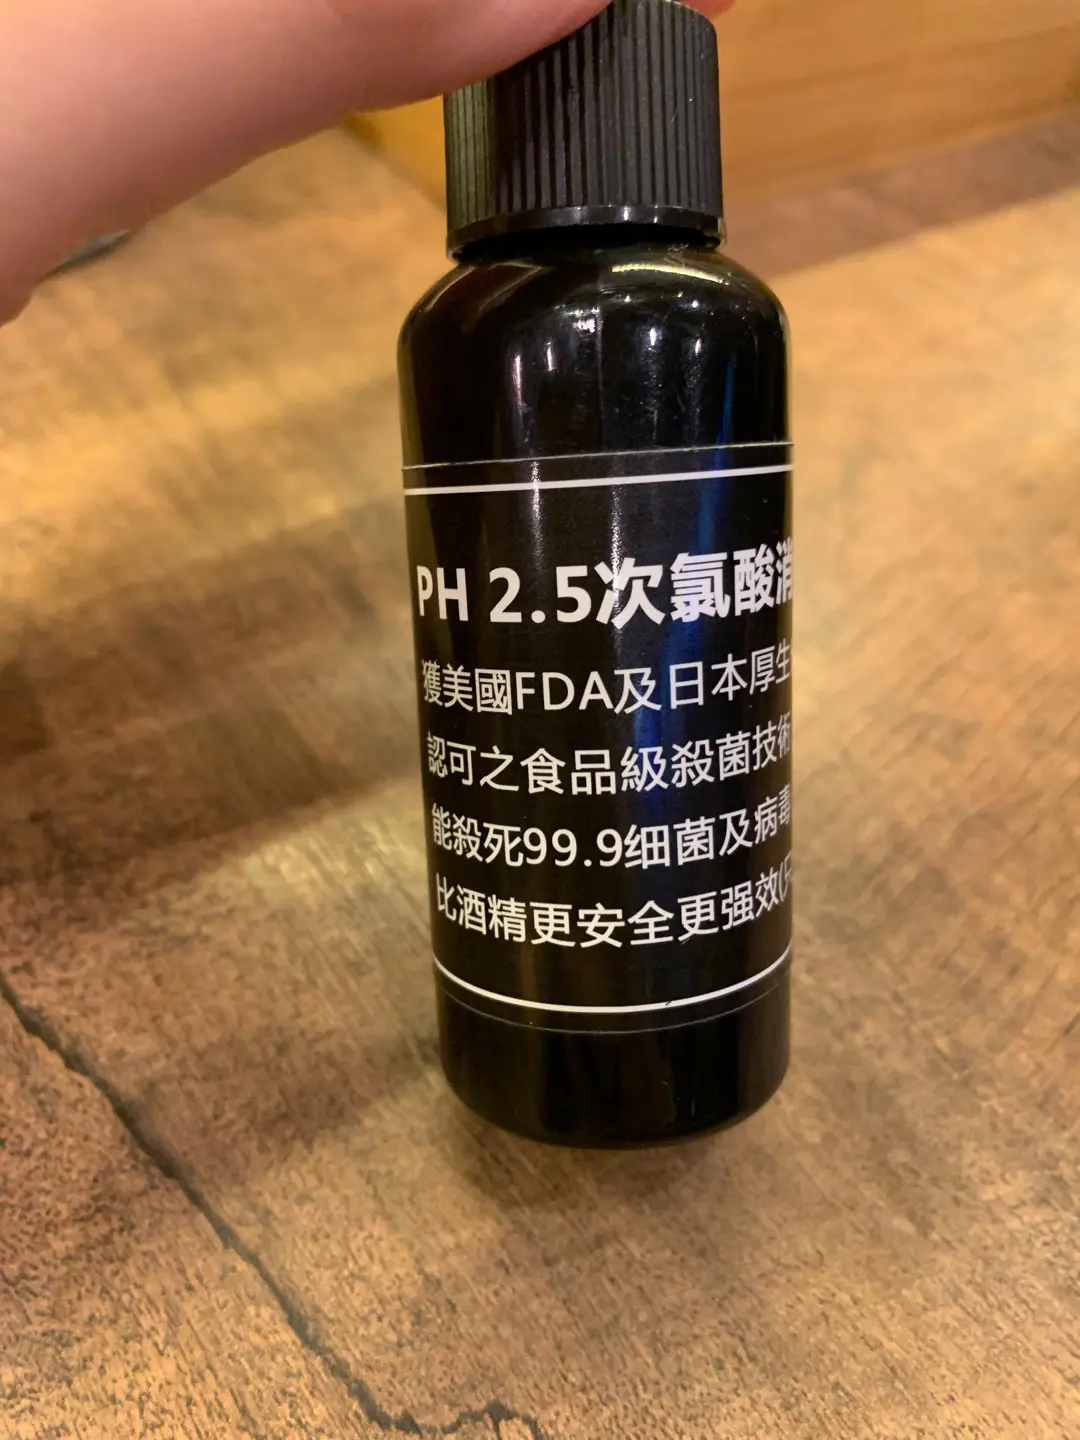 PH 2.5次氯酸消
獲美國FDA及日本厚生
認可之食品級殺菌技術
能殺死99.9细菌及病毒
比酒精更安全更强效(只